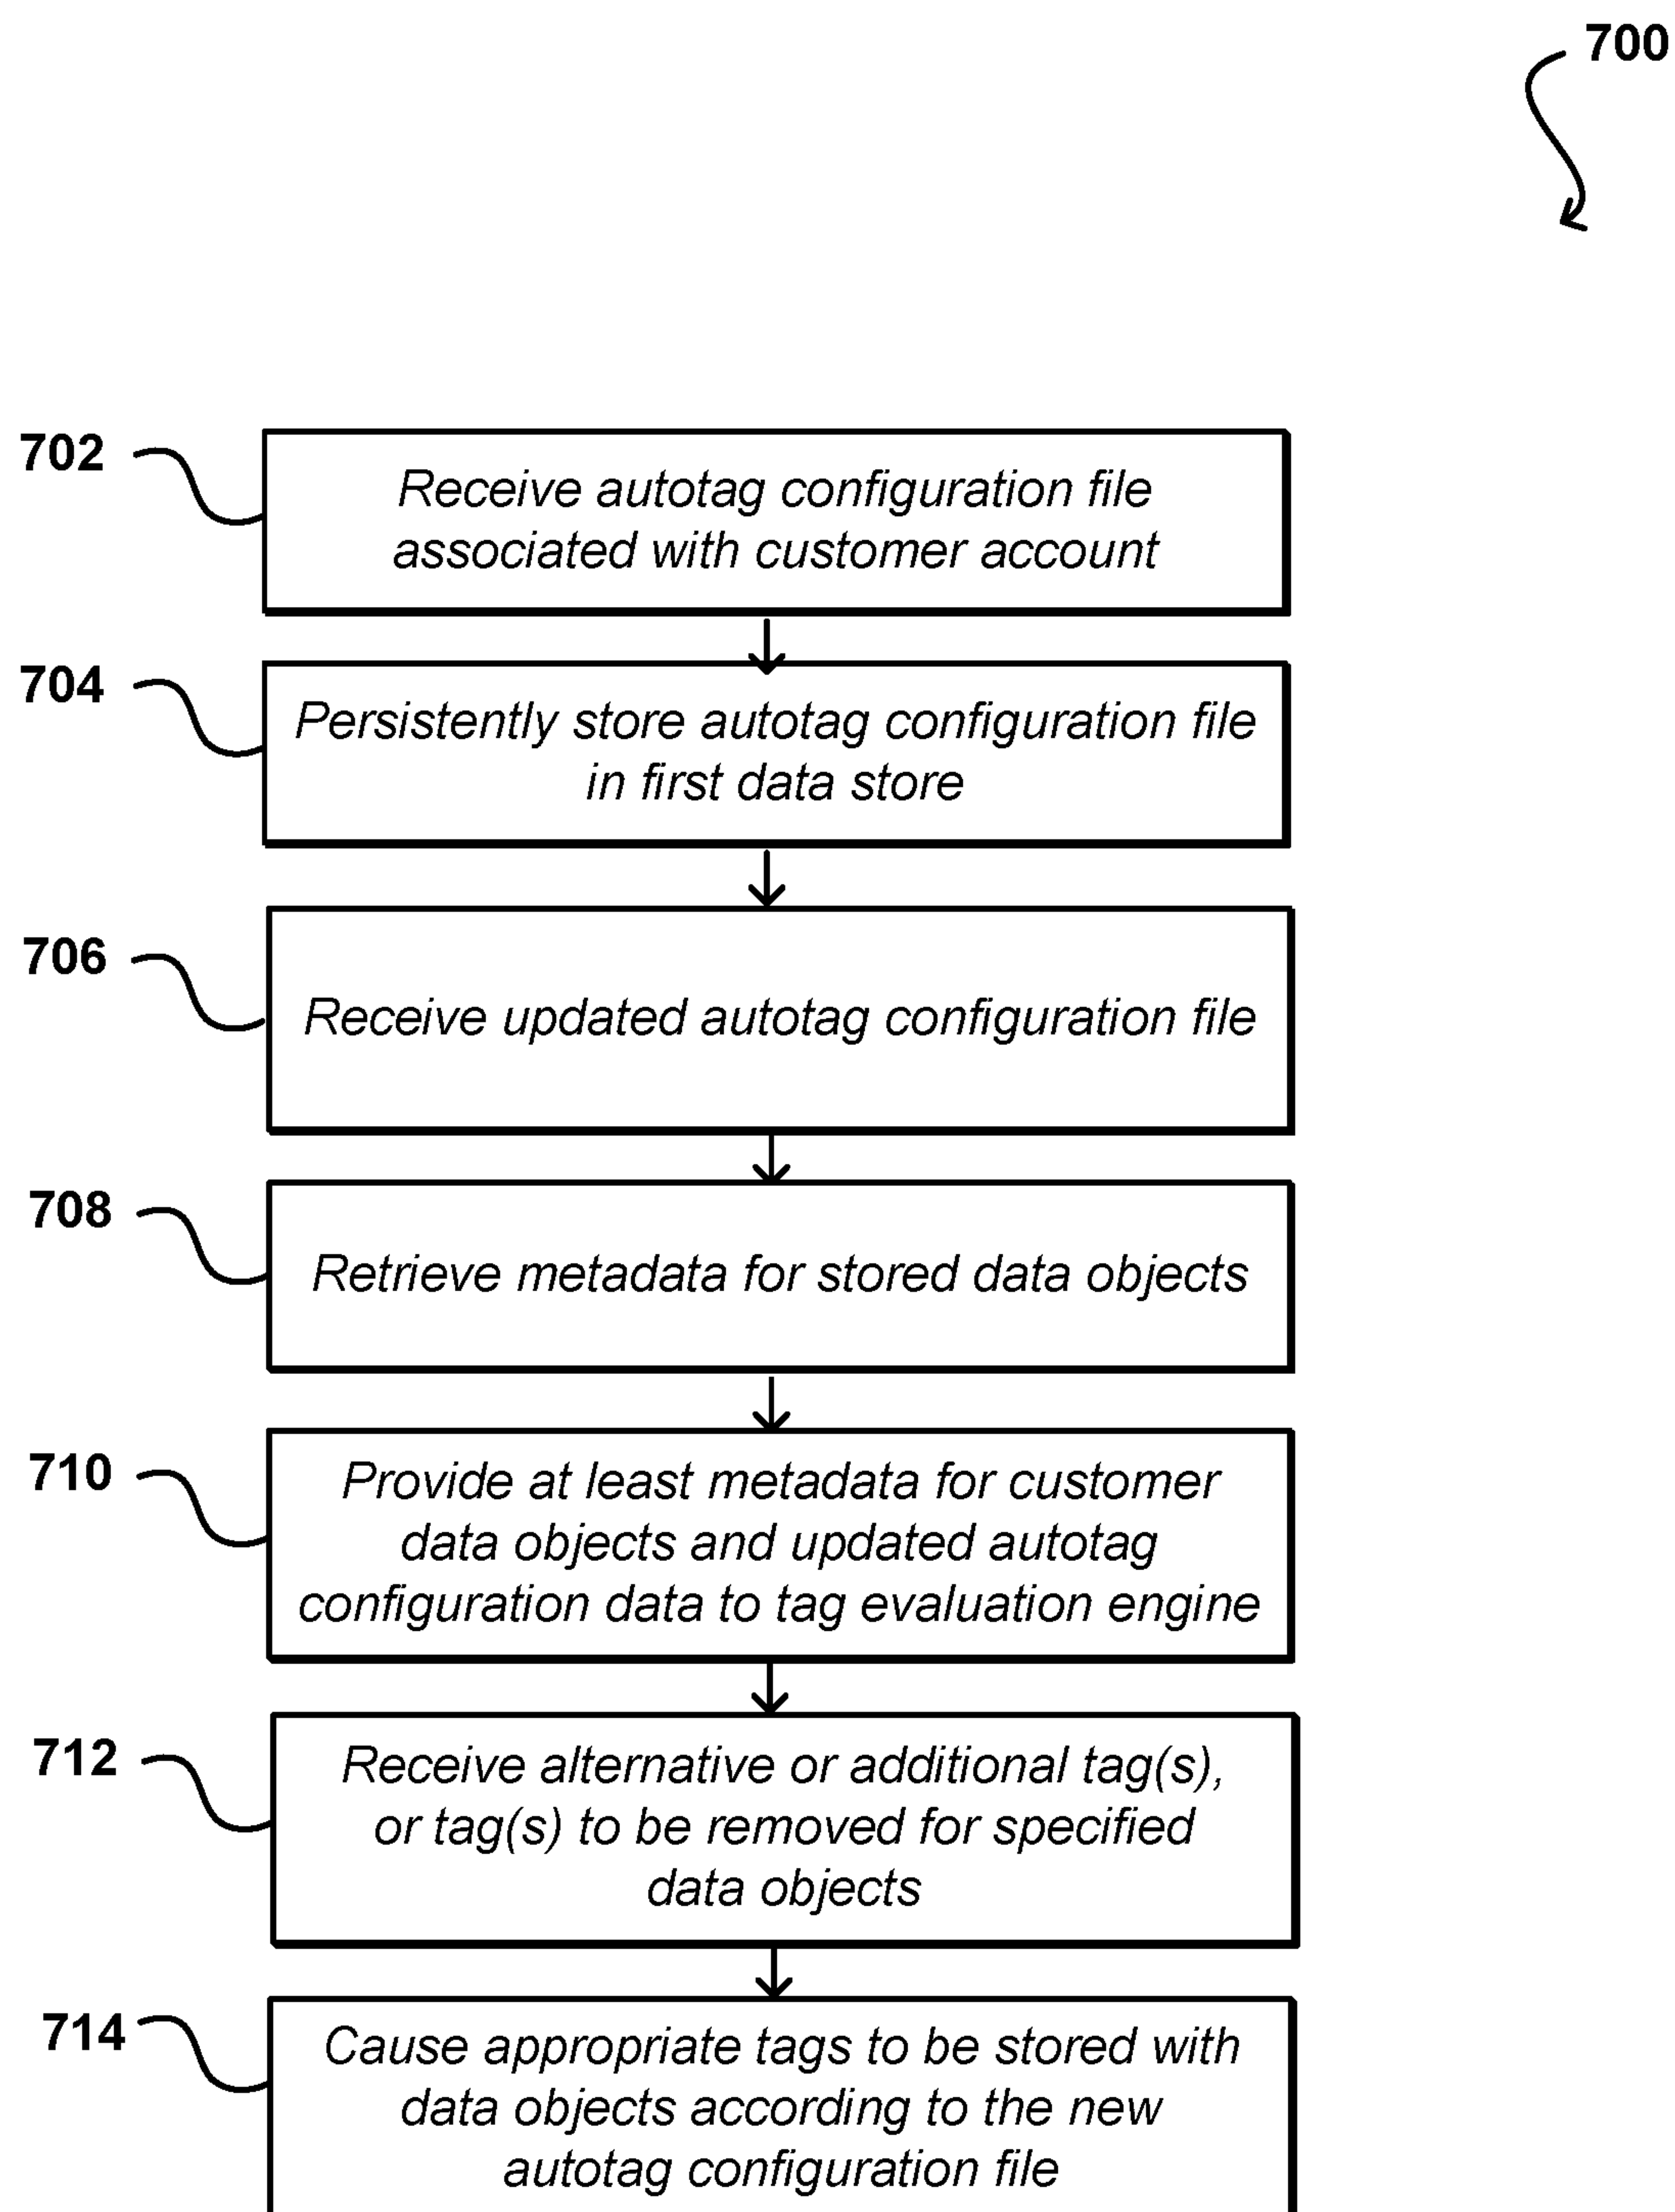 700
702
Receive autotag configuration file
associated with customer account
704
Persistently store autotag configuration file
in first data store
706
Receive updated autotag configuration file
708
Retrieve metadata for stored data objects
710
Provide at least metadata for customer
data objects and updated autotag
configuration data to tag evaluation engine
712
Receive alternative or additional tag(s),
or tag(s) to be removed for specified
data objects
714
Cause appropriate tags to be stored with
data objects according to the new
autotag configuration file